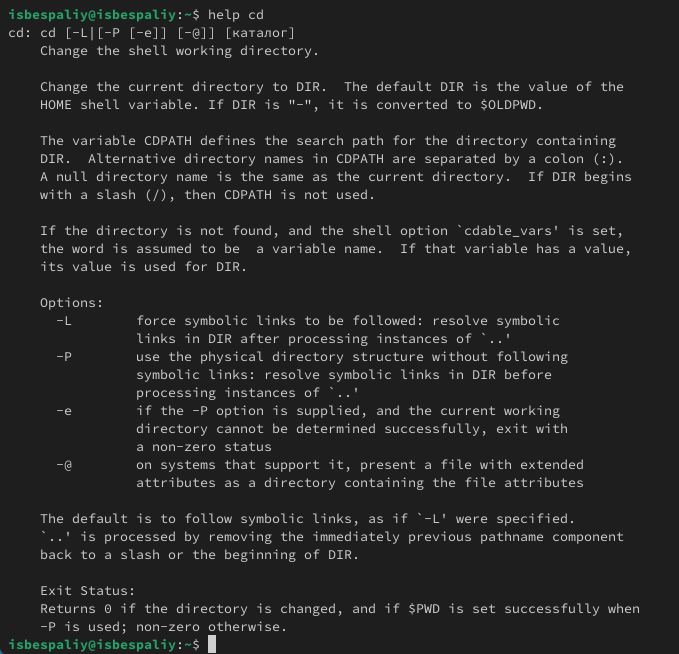 isbespaliy@isbespaliy:~$ help cd
cd: cd [-L|[-P [-e]] [-@]] [каталог]
    Change the shell working directory.

    Change the current directory to DIR.  The default DIR is the value of the
    HOME shell variable. If DIR is "-", it is converted to $OLDPWD.

    The variable CDPATH defines the search path for the directory containing
    DIR.  Alternative directory names in CDPATH are separated by a colon (:).
    A null directory name is the same as the current directory.  If DIR begins
    with a slash (/), then CDPATH is not used.

    If the directory is not found, and the shell option `cdable_vars' is set,
    the word is assumed to be  a variable name.  If that variable has a value,
    its value is used for DIR.

    Options:
      -L        force symbolic links to be followed: resolve symbolic
                links in DIR after processing instances of `..'
      -P        use the physical directory structure without following
                symbolic links: resolve symbolic links in DIR before
                processing instances of `..'
      -e        if the -P option is supplied, and the current working
                directory cannot be determined successfully, exit with
                a non-zero status
      -@        on systems that support it, present a file with extended
                attributes as a directory containing the file attributes

    The default is to follow symbolic links, as if `-L' were specified.
    `..' is processed by removing the immediately previous pathname component
    back to a slash or the beginning of DIR.

    Exit Status:
    Returns 0 if the directory is changed, and if $PWD is set successfully when
    -P is used; non-zero otherwise.
isbespaliy@isbespaliy:~$